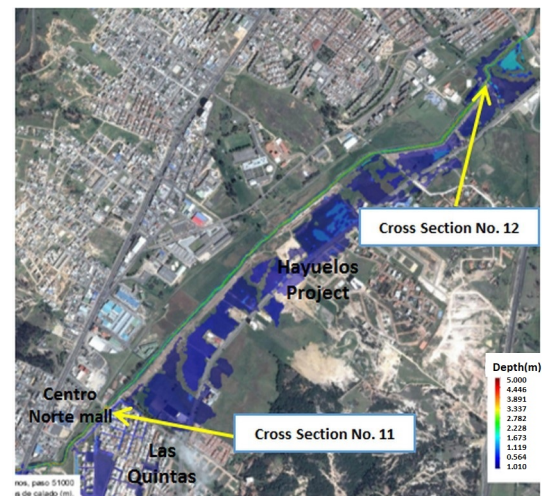 Cross Section No. 12
Hayuelos
Project
Depth(m)
5.000
4.446
3.891
3.337
2.782
2.228
1.673
1.119
0.564
1.010
Centro
Norte mall
Cross Section No. 11
Las
Quintas
nos, paso 51000
s de calado (m).